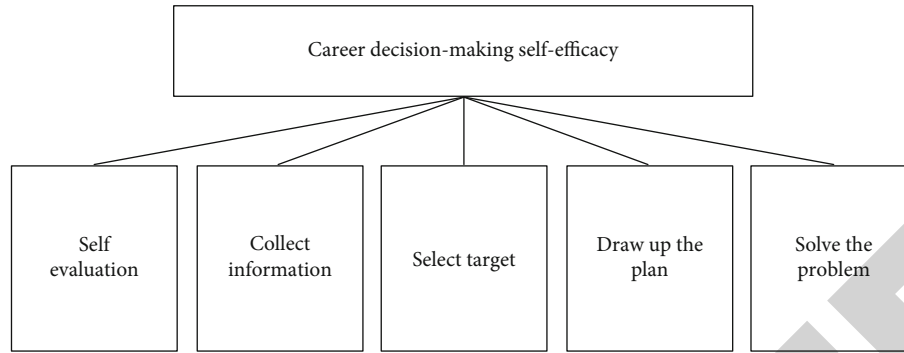 Career decision-making self-efficacy
Self
evaluation
Collect
information
Select target
Draw up the
plan
Solve the
problem